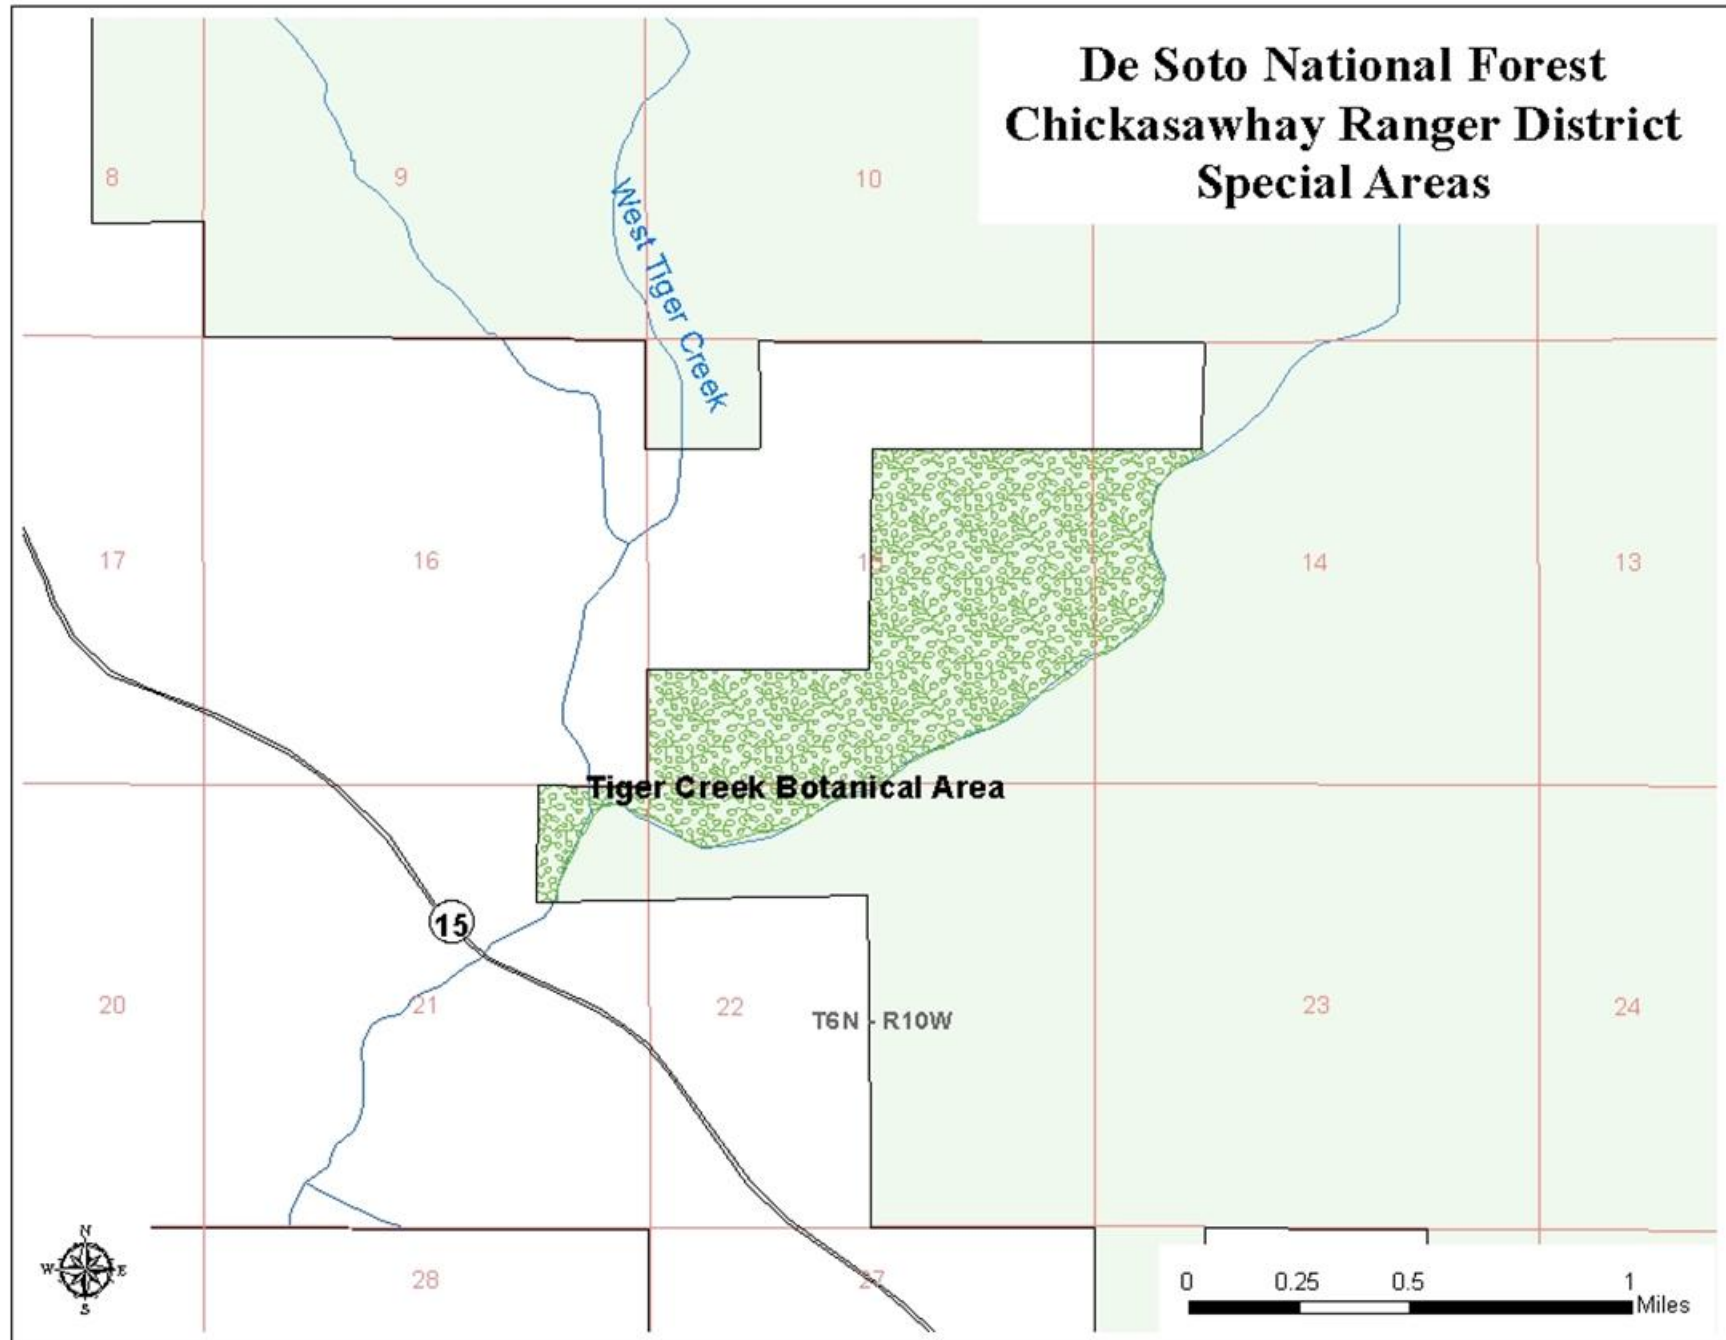 De Soto National Forest
Chickasawhay Ranger District
Special Areas
8
9
10
West Tiger Creek
17
16
15
14
13
Tiger Creek Botanical Area
15
20
21
22
T6N - R10W
23
24
28
27
N
W E
S
0 0.25 0.5 1
Miles